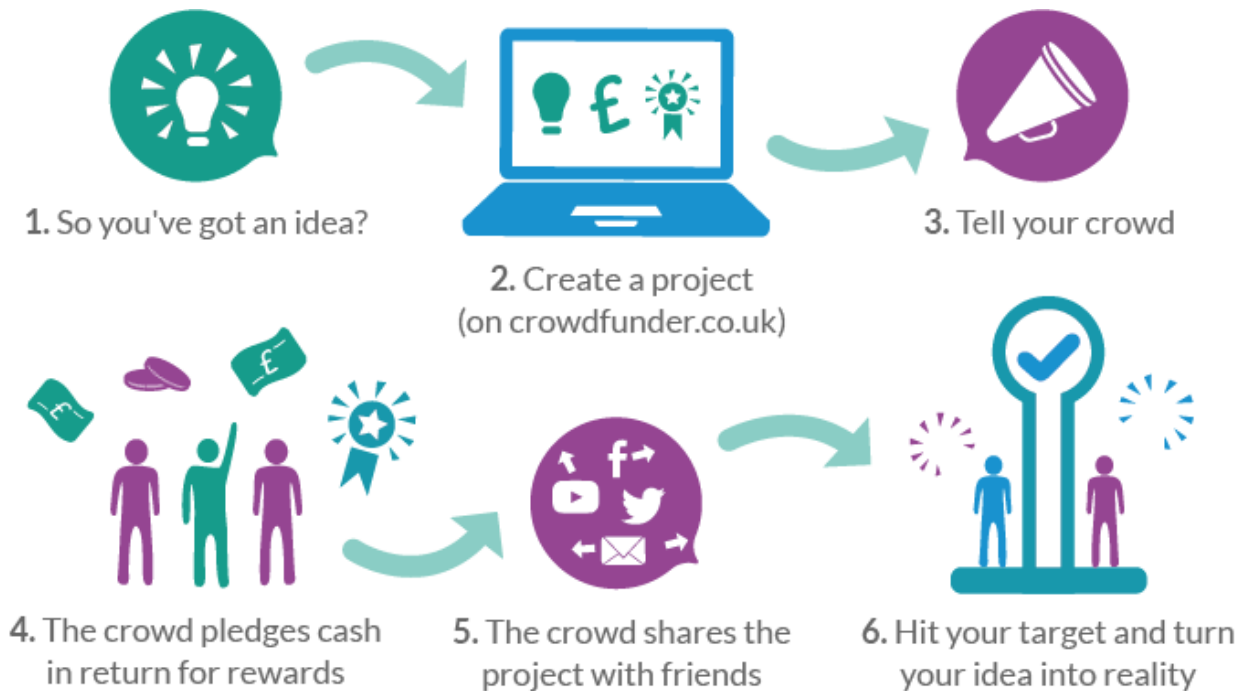 £
1. So you've got an idea?
2. Create a project
(on crowdfunder.co.uk)
3. Tell your crowd
£
£
4. The crowd pledges cash
in return for rewards
f
5. The crowd shares the
project with friends
6. Hit your target and turn
your idea into reality